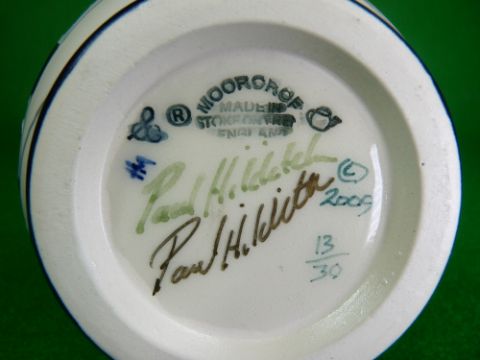 ® MOORCROFT
MADE IN
STOKE ON TRENT
ENGLAND
Paul Hilditch
Paul Hilditch
©
2009
13
30